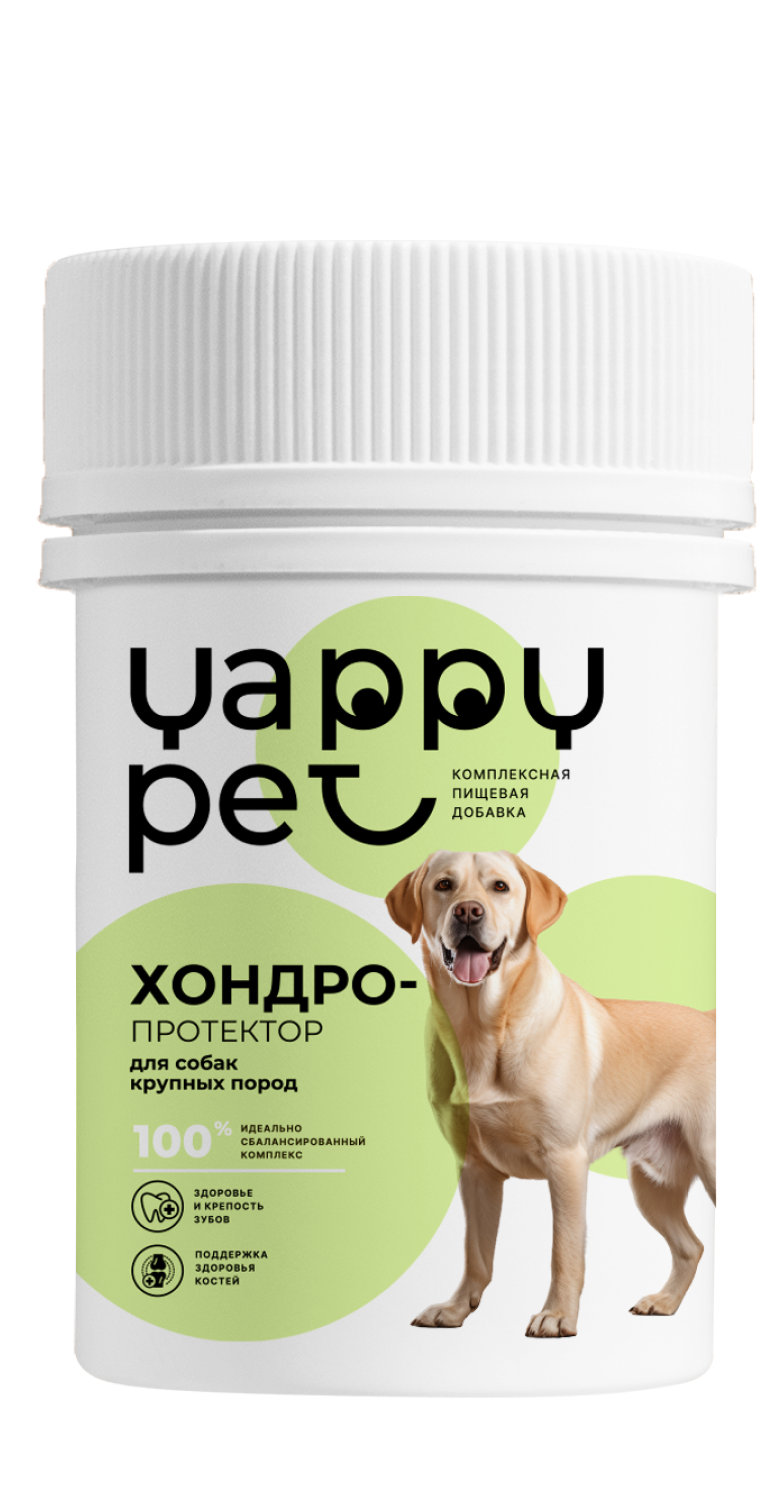 yappy
pet
КОМПЛЕКСНАЯ
ПИЩЕВАЯ
ДОБАВКА
ХОНДРО-
ПРОТЕКТОР
для собак
крупных пород
100%
ИДЕАЛЬНО
СБАЛАНСИРОВАННЫЙ
КОМПЛЕКС
ЗДОРОВЬЕ
И КРЕПОСТЬ
ЗУБОВ
ПОДДЕРЖКА
ЗДОРОВЬЯ
КОСТЕЙ